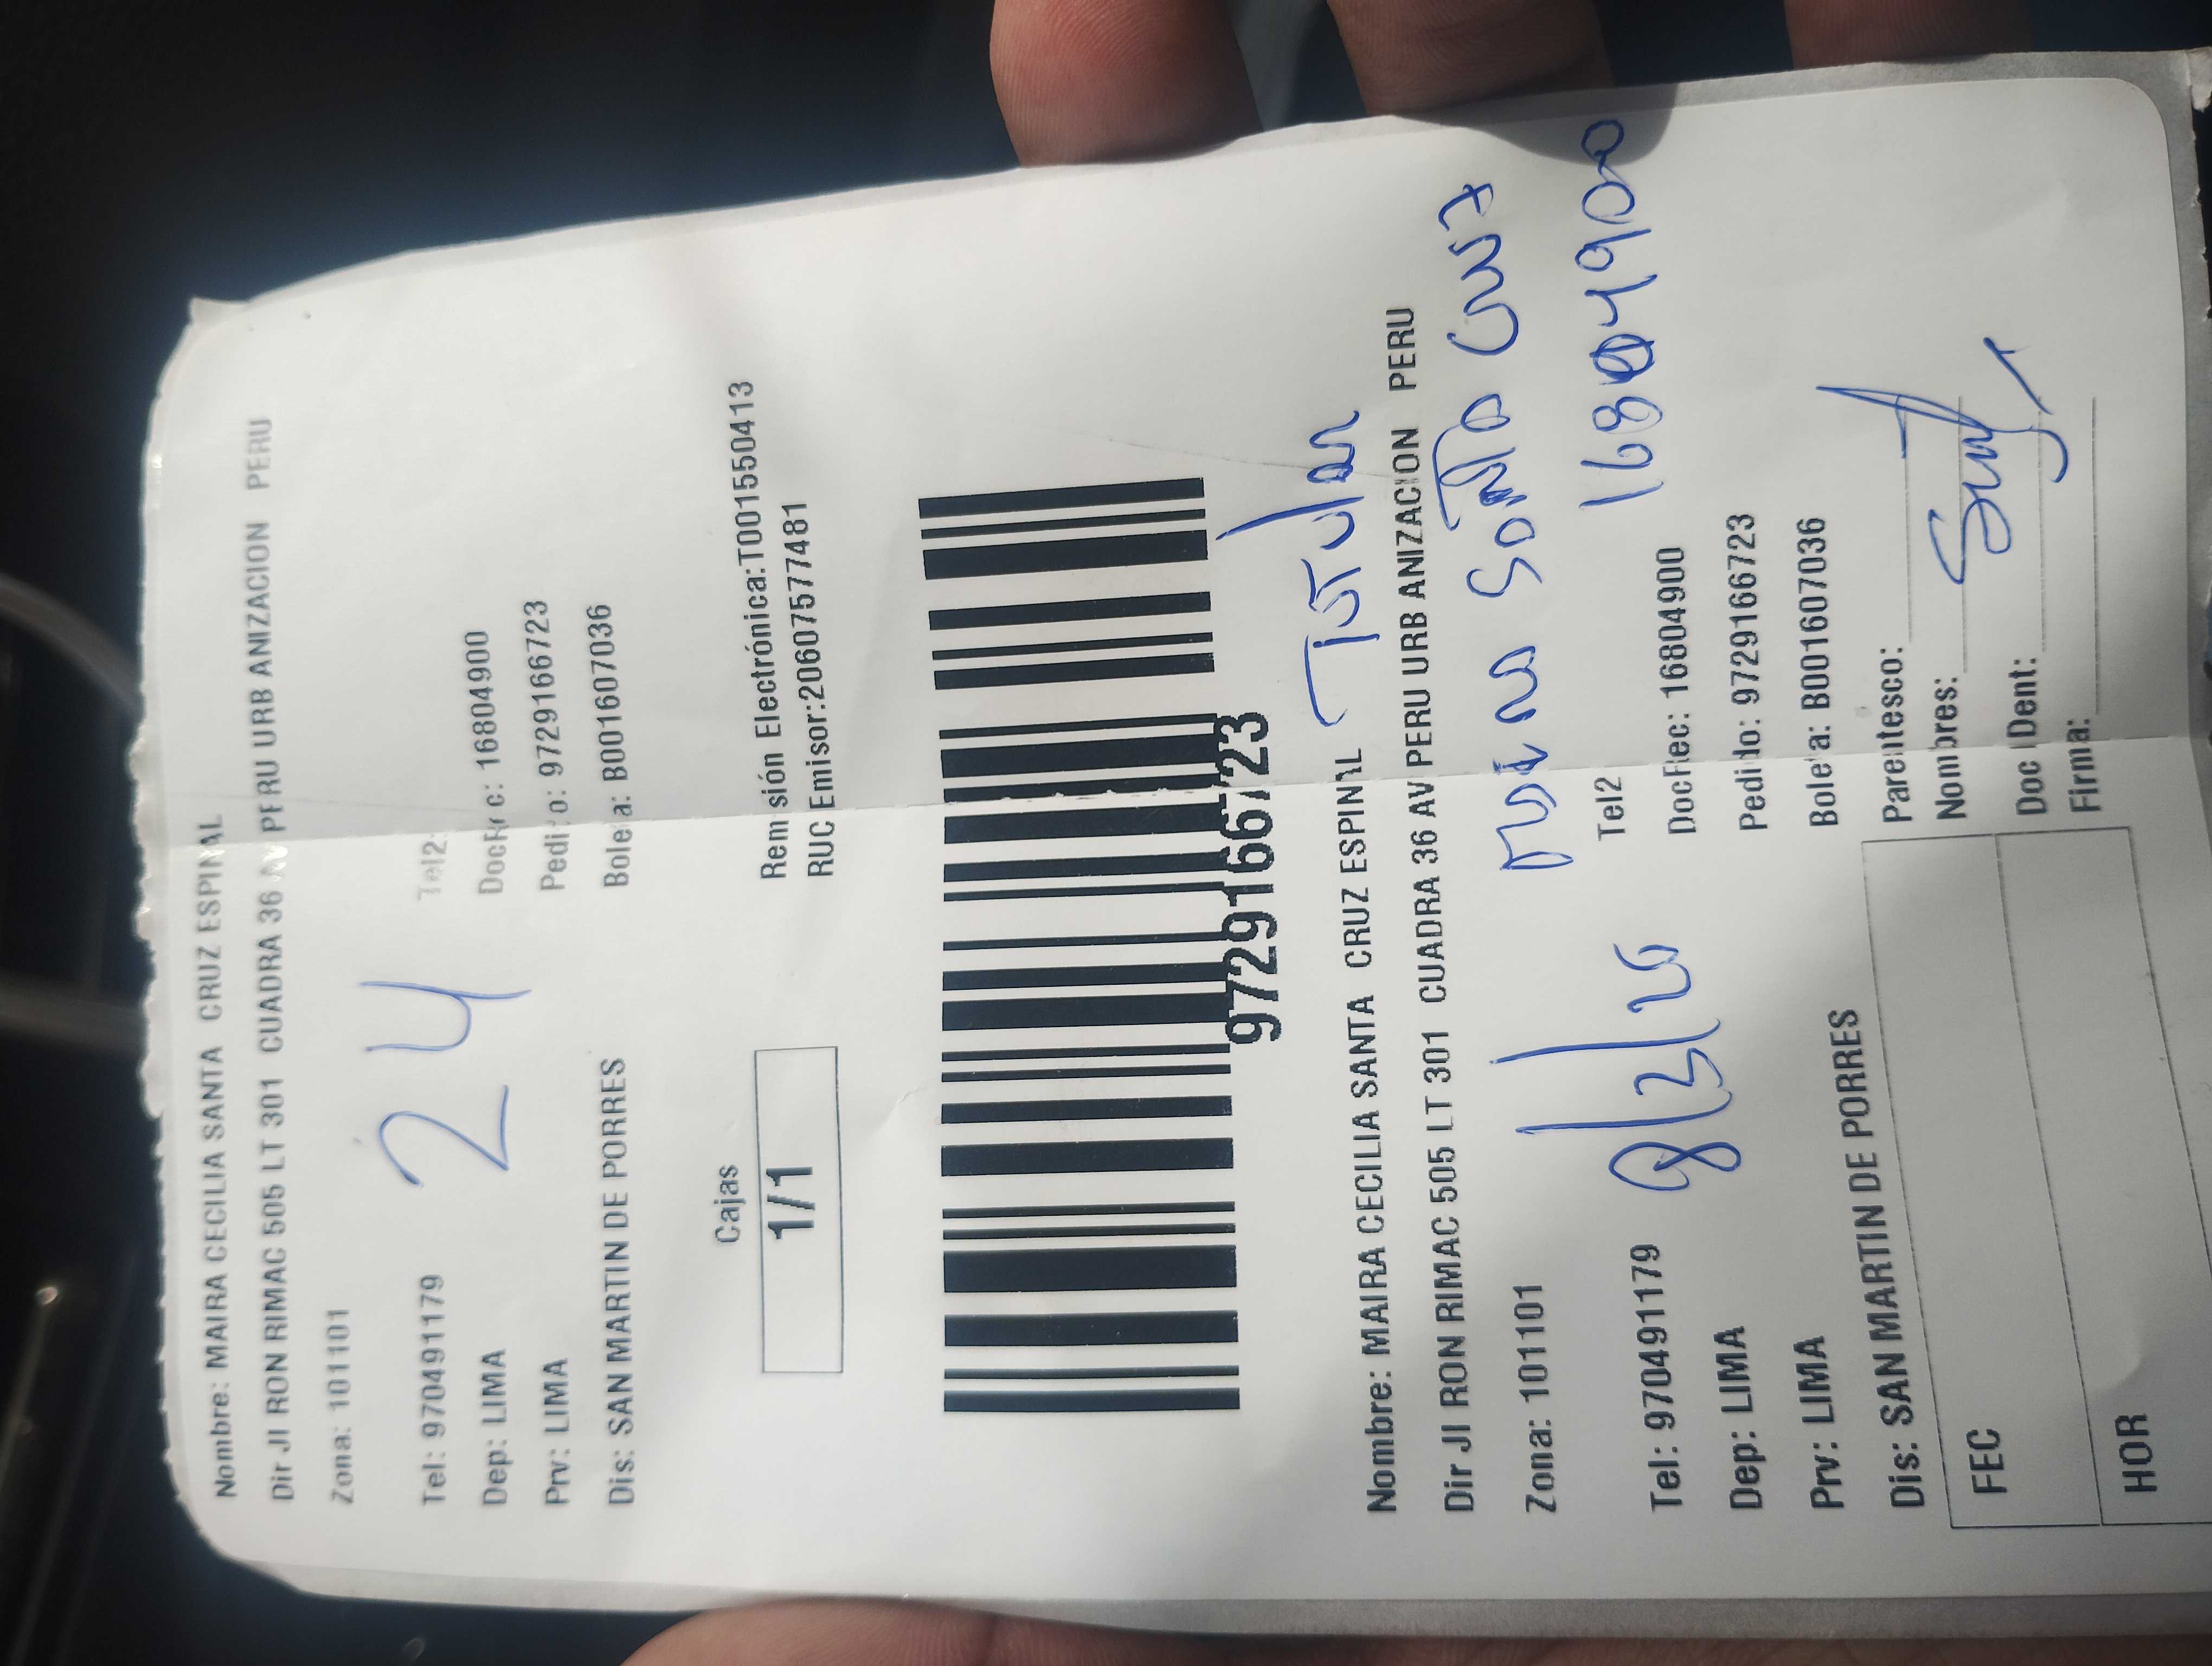 Nombre: MAIRA CECILIA SANTA CRUZ ESPINAL
Dir JI RON RIMAC 505 LT 301 CUADRA 36 AV PERU URB ANIZACION PERU
Zona: 101101
24
Tel: 970491179 Tel2:
Dep: LIMA DocRec: 16804900
Prv: LIMA Pedido: 9729166723
Dis: SAN MARTIN DE PORRES Boleta: B001607036
Cajas
1/1
Remisión Electrónica:T001550413
RUC Emisor:20607577481
9729166723
Titular
Nombre: MAIRA CECILIA SANTA CRUZ ESPINAL
Dir JI RON RIMAC 505 LT 301 CUADRA 36 AV PERU URB ANIZACION PERU
Zona: 101101
Santa Cruz
Tel: 970491179 Tel2
16804900
Dep: LIMA DocRec: 16804900
Prv: LIMA Pedido: 9729166723
Dis: SAN MARTIN DE PORRES Boleta: B001607036
FEC
HOR
Parentesco:
Nombres:
Doc Dent:
Firma: